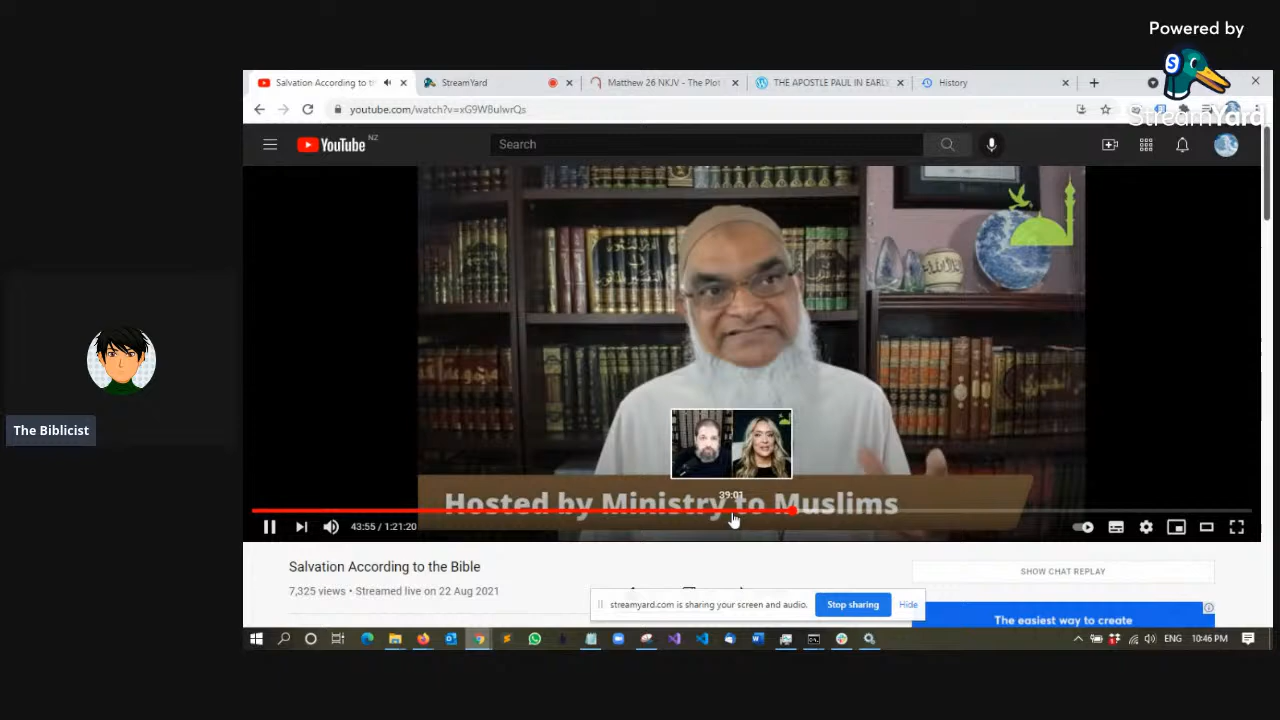 Powered by
StreamYard
Salvation According to t
StreamYard
Matthew 26 NKJV - The Plot
THE APOSTLE PAUL IN EARL
History
youtube.com/watch?v=xG9WBulwrQs
YouTube NZ
Search
The Biblicist
39:01
Hosted by Ministry to Muslims
43:55 / 1:21:20
Salvation According to the Bible
7,325 views • Streamed live on 22 Aug 2021
SHOW CHAT REPLAY
streamyard.com is sharing your screen and audio.
Stop sharing
Hide
The easiest way to create
ENG
10:46 PM